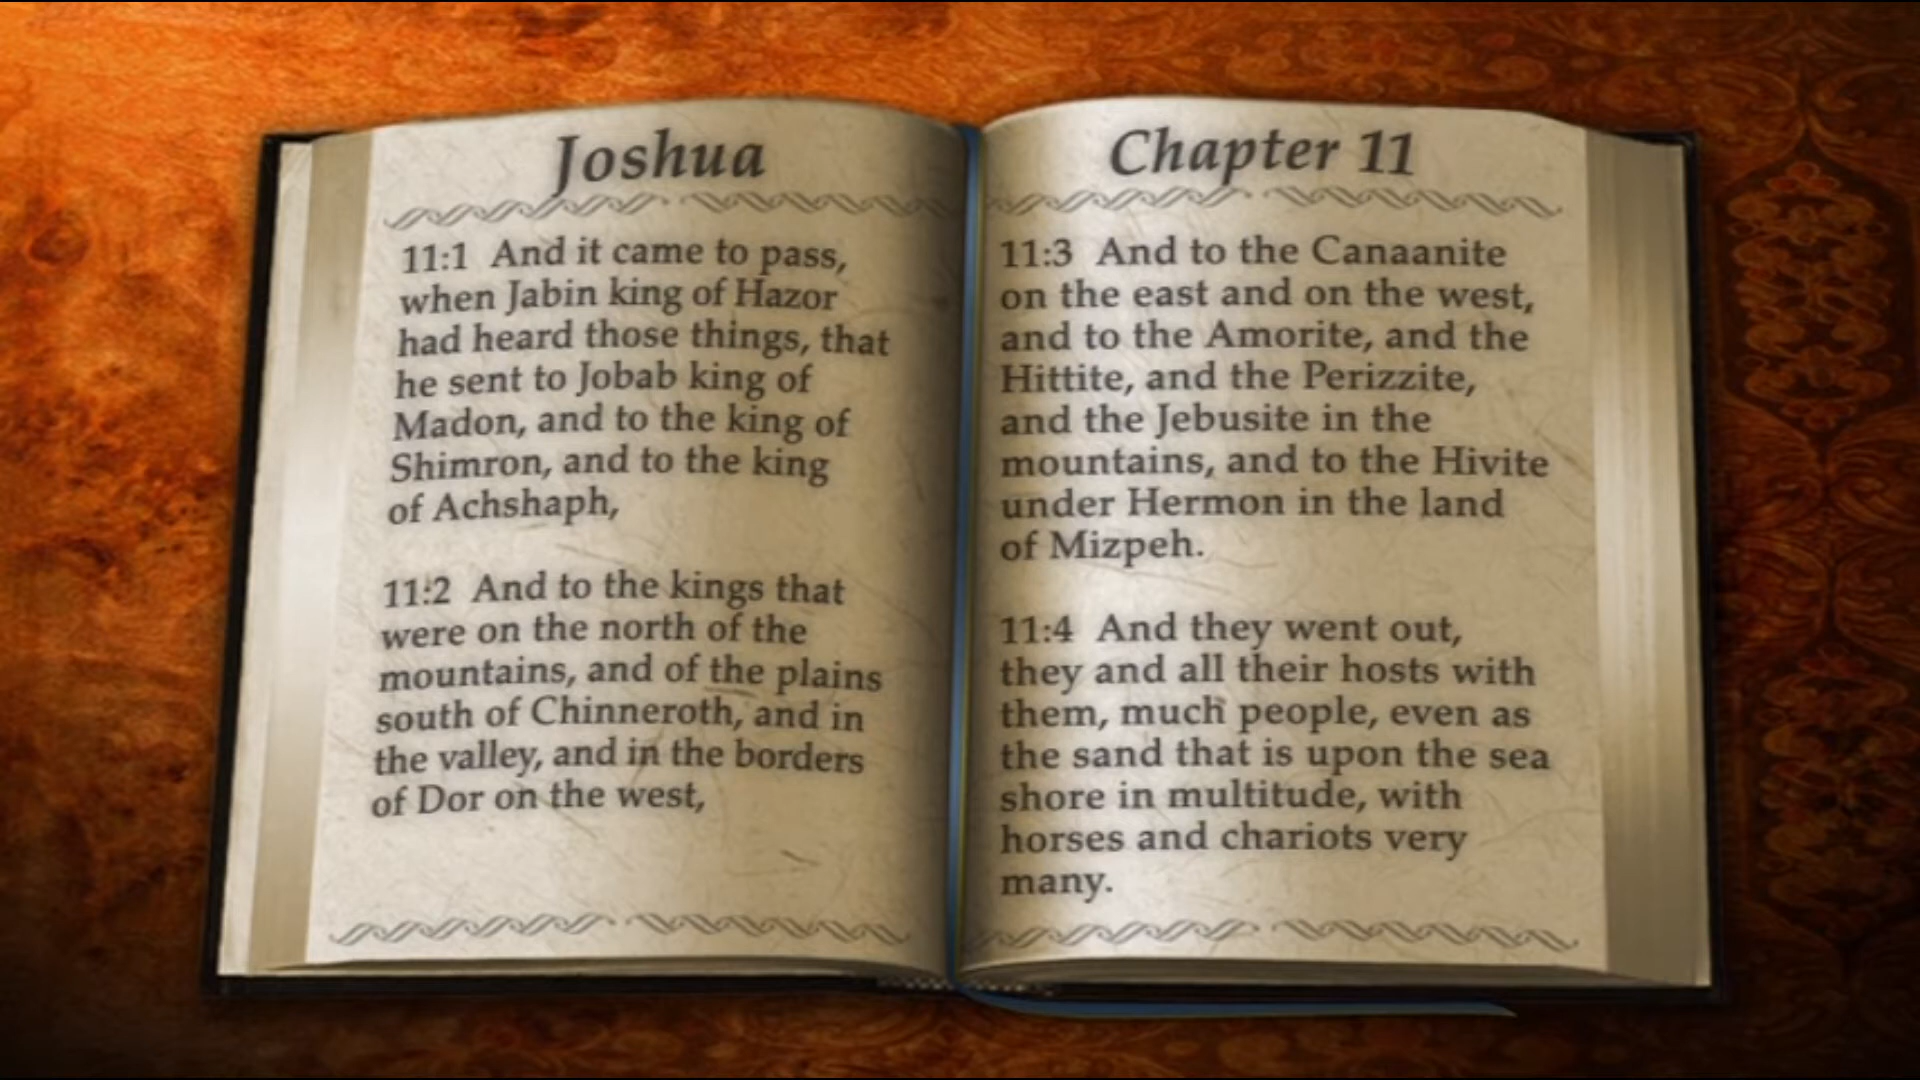 Joshua
11:1 And it came to pass,
when Jabin king of Hazor
had heard those things, that
he sent to Jobab king of
Madon, and to the king of
Shimron, and to the king
of Achshaph,
11:2 And to the kings that
were on the north of the
mountains, and of the plains
south of Chinneroth, and in
the valley, and in the borders
of Dor on the west,
Chapter 11
11:3 And to the Canaanite
on the east and on the west,
and to the Amorite, and the
Hittite, and the Perizzite,
and the Jebusite in the
mountains, and to the Hivite
under Hermon in the land
of Mizpeh.
11:4 And they went out,
they and all their hosts with
them, much people, even as
the sand that is upon the sea
shore in multitude, with
horses and chariots very
many.